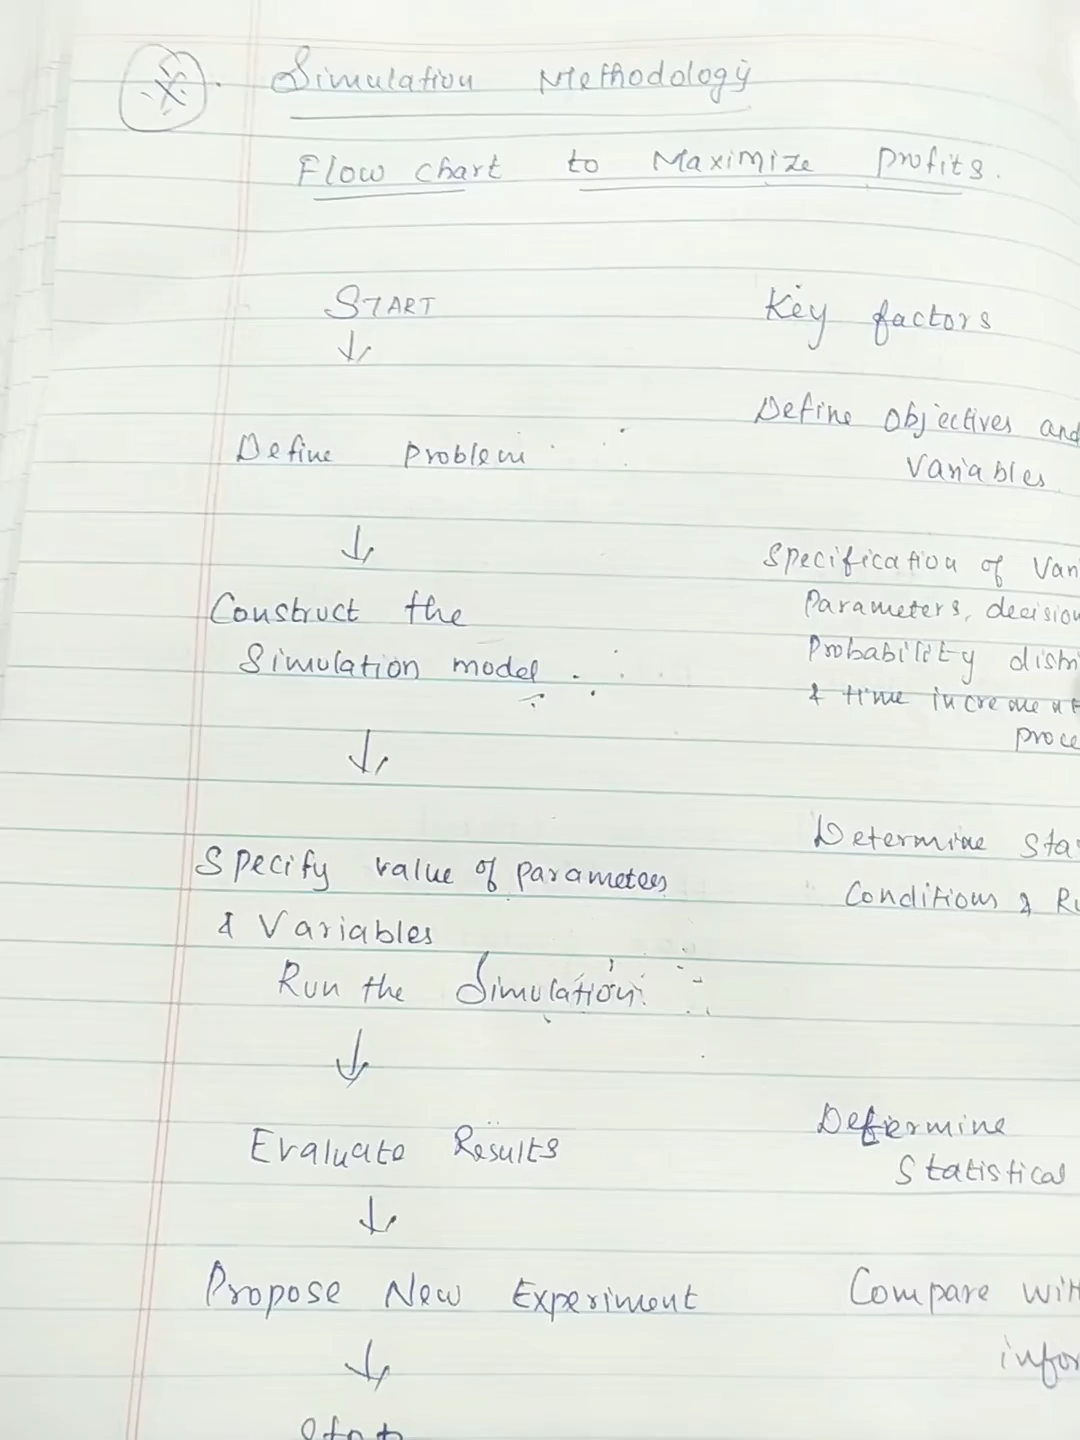 Simulation Methodology
Flow chart to Maximize profits.
START
Key factors
Define problem
Define Objectives and
Variables
Construct the
Simulation model
Specification of
Parameters,
Probability
& time increment
Specify value of parameters
& Variables
Run the Simulation
Determine
Conditions &
Evaluate Results
Determine
Statistical
Propose New Experiment
Compare